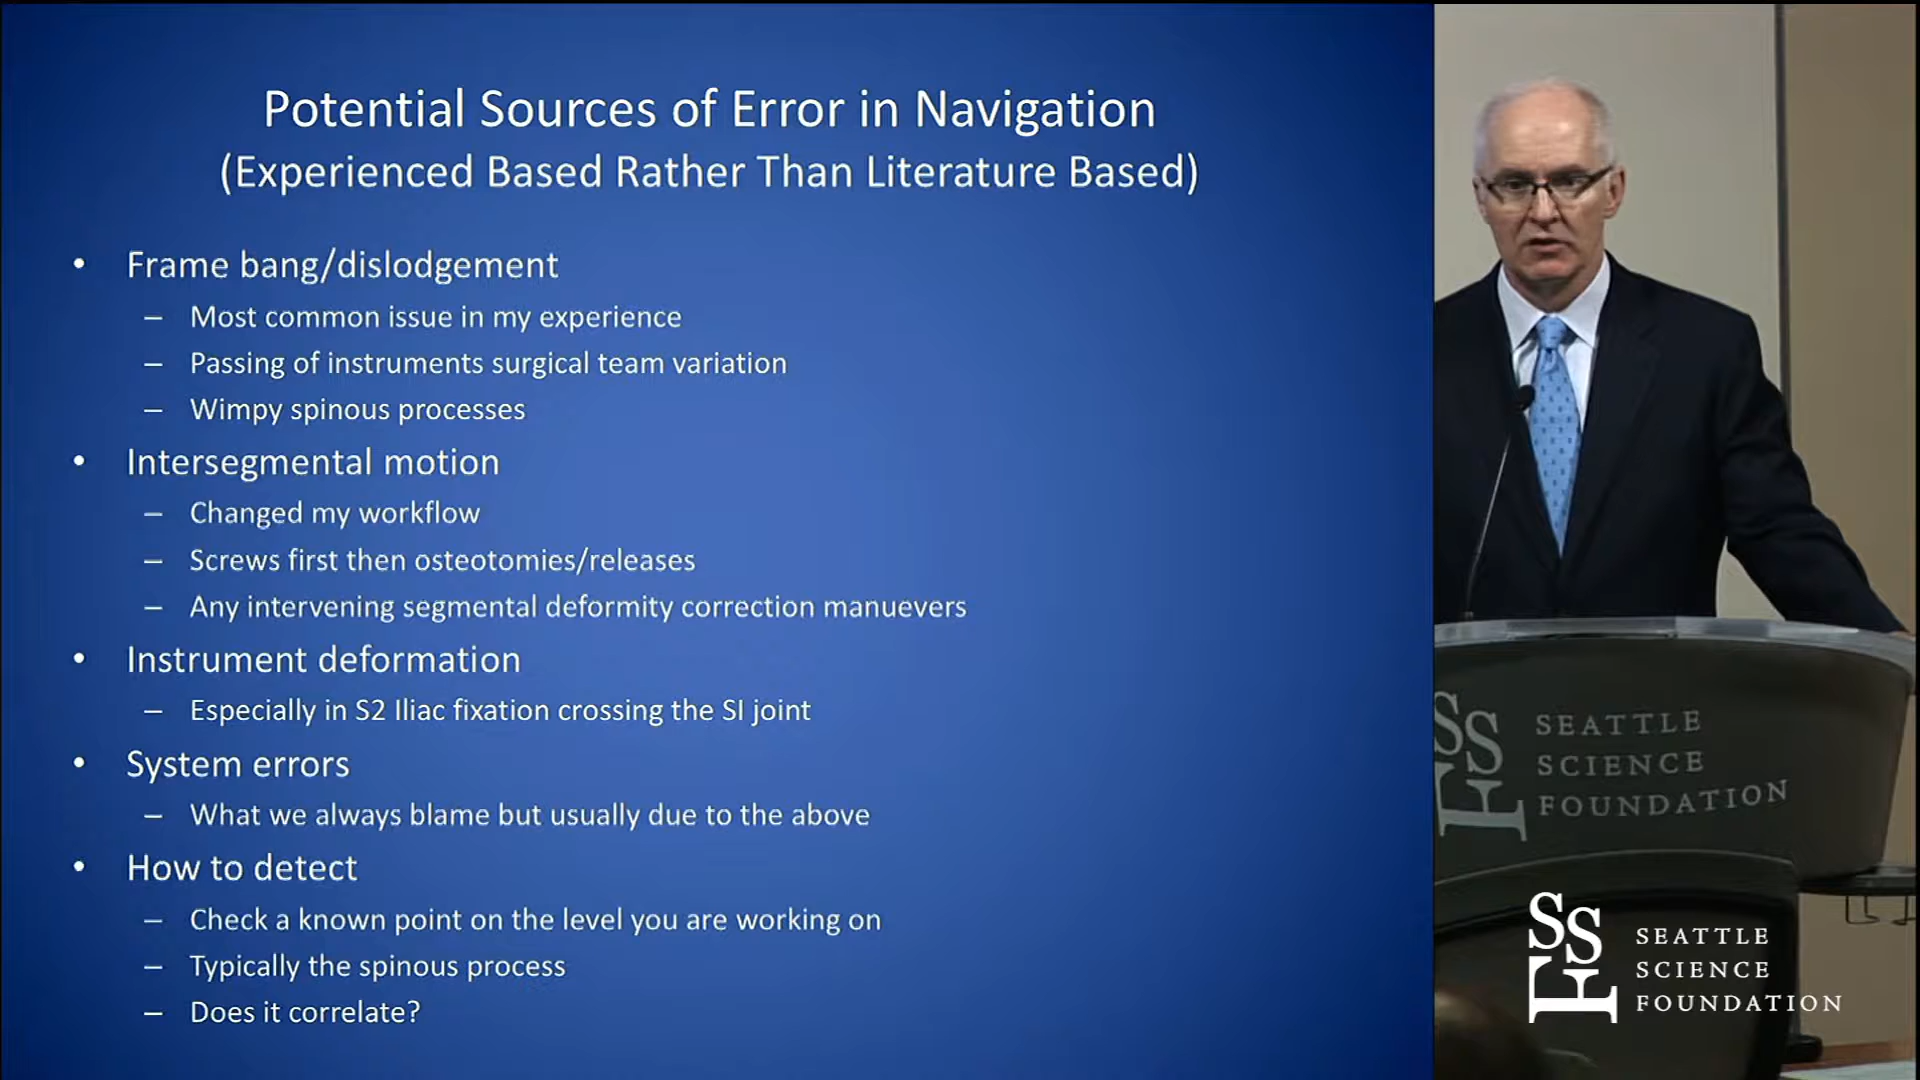 Potential Sources of Error in Navigation
(Experienced Based Rather Than Literature Based)
• Frame bang/dislodgement
– Most common issue in my experience
– Passing of instruments surgical team variation
– Wimpy spinous processes
• Intersegmental motion
– Changed my workflow
– Screws first then osteotomies/releases
– Any intervening segmental deformity correction manuevers
• Instrument deformation
– Especially in S2 Iliac fixation crossing the SI joint
• System errors
– What we always blame but usually due to the above
• How to detect
– Check a known point on the level you are working on
– Typically the spinous process
– Does it correlate?
SSF
SEATTLE
SCIENCE
FOUNDATION
SSF
SEATTLE
SCIENCE
FOUNDATION